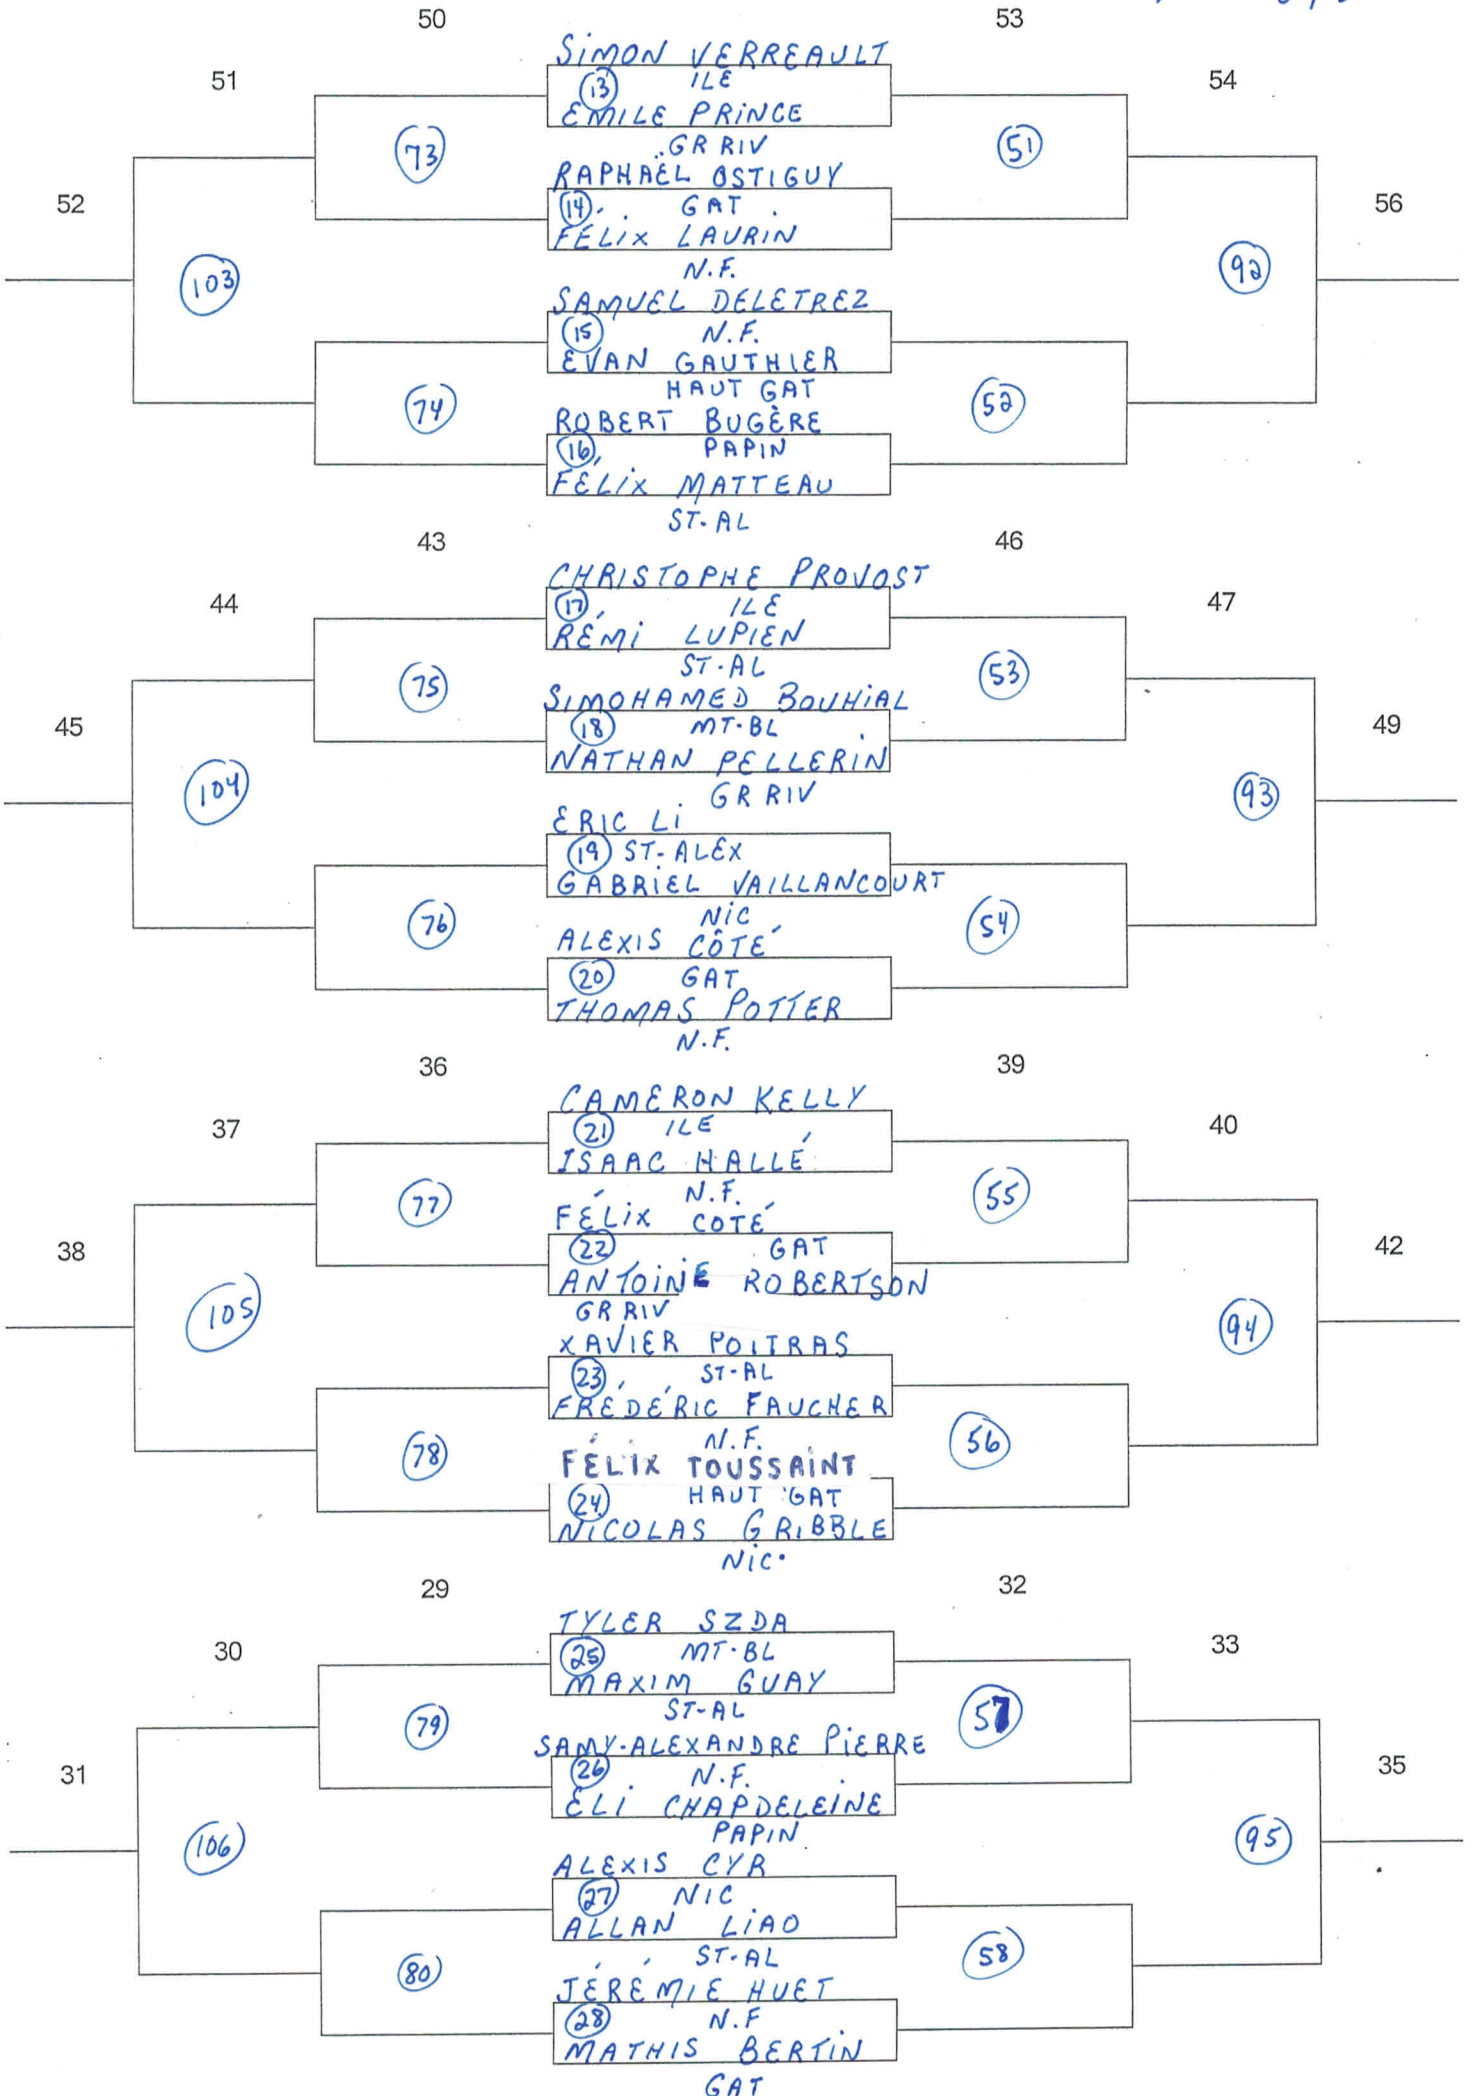 50
53
SIMON VERREAULT
51
13 ILE
54
EMILE PRINCE
73
GR RIV
51
RAPHAËL OSTIGUY
52
14 GAT
56
FÉLIX LAURIN
103
N.F.
92
SAMUEL DELETREZ
15 N.F.
EVAN GAUTHIER
HAUT GAT
74
52
ROBERT BUGÈRE
16 PAPIN
FÉLIX MATTEAU
ST-AL
43
46
CHRISTOPHE PROVOST
44
17 ILE
47
RÉMI LUPIEN
75
ST-AL
53
SIMOHAMED BOUHIAL
45
18 MT-BL
49
NATHAN PELLERIN
104
GR RIV
93
ERIC LI
19 ST-ALEX
GABRIEL VAILLANCOURT
76
NIC
54
ALEXIS CÔTÉ
20 GAT
THOMAS POTTER
N.F.
36
39
CAMERON KELLY
37
21 ILE
40
ISAAC HALLÉ
77
N.F.
55
FÉLIX COTÉ
38
22 GAT
42
ANTOINE ROBERTSON
105
GR RIV
94
XAVIER POITRAS
23 ST-AL
FRÉDÉRIC FAUCHER
78
N.F.
56
FÉLIX TOUSSAINT
24 HAUT GAT
NICOLAS GRIBBLE
NIC.
29
32
TYLER SZDA
30
25 MT-BL
33
MAXIM GUAY
79
ST-AL
57
SAMY-ALEXANDRE PIERRE
31
26 N.F.
35
ELI CHAPDELEINE
106
PAPIN
95
ALEXIS CYR
27 NIC
ALLAN LIAO
80
ST-AL
58
JÉRÉMIE HUET
28 N.F
MATHIS BERTIN
GAT